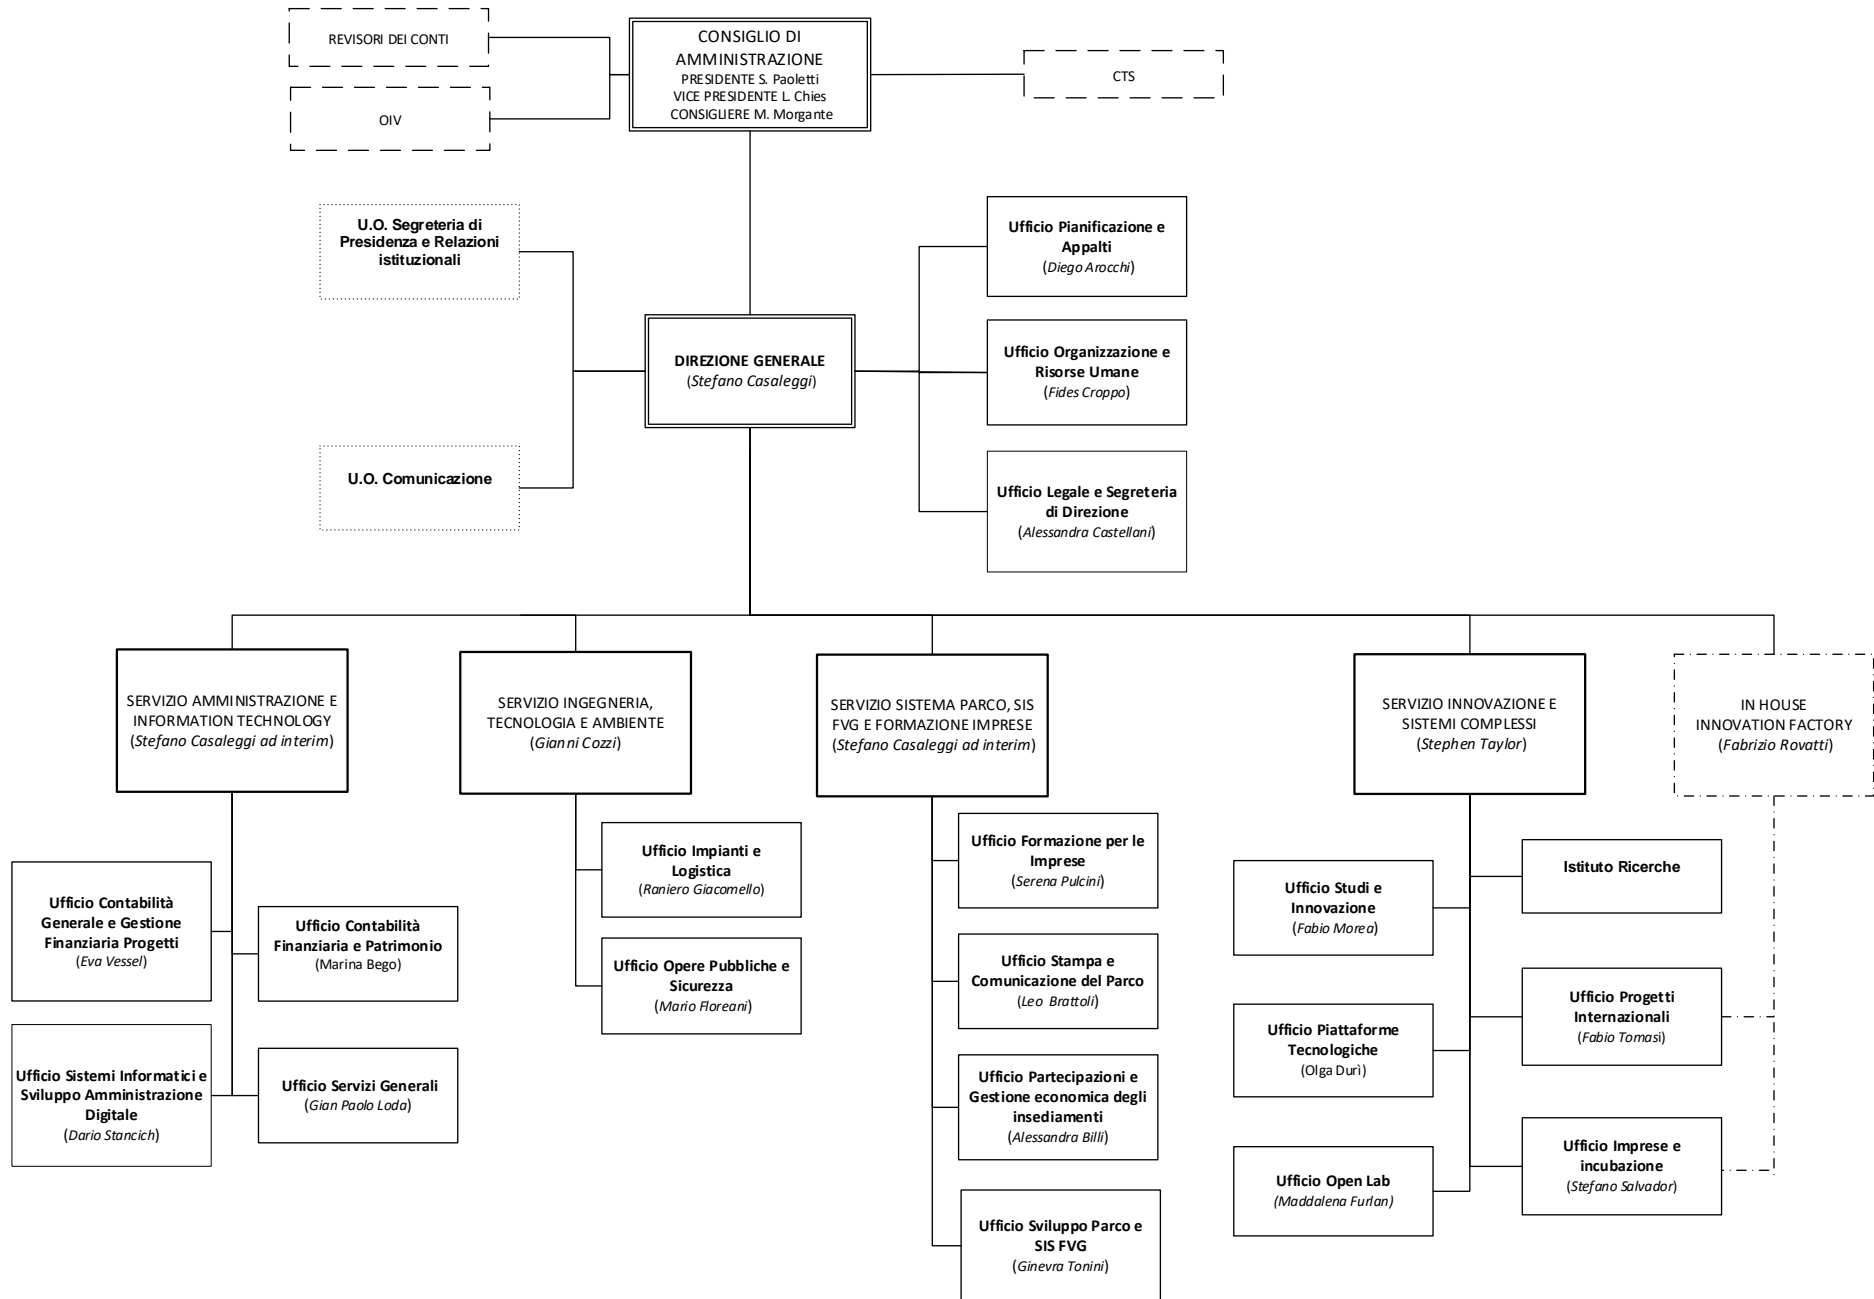 REVISORI DEI CONTI
OIV
CONSIGLIO DI
AMMINISTRAZIONE
PRESIDENTE S. Paoletti
VICE PRESIDENTE L. Chies
CONSIGLIERE M. Morgante
CTS
U.O. Segreteria di
Presidenza e Relazioni
istituzionali
U.O. Comunicazione
DIREZIONE GENERALE
(Stefano Casaleggi)
Ufficio Pianificazione e
Appalti
(Diego Arocchi)
Ufficio Organizzazione e
Risorse Umane
(Fides Croppo)
Ufficio Legale e Segreteria
di Direzione
(Alessandra Castellani)
SERVIZIO AMMINISTRAZIONE E
INFORMATION TECHNOLOGY
(Stefano Casaleggi ad interim)
Ufficio Contabilità
Generale e Gestione
Finanziaria Progetti
(Eva Vessel)
Ufficio Contabilità
Finanziaria e Patrimonio
(Marina Bego)
Ufficio Sistemi Informatici e
Sviluppo Amministrazione
Digitale
(Dario Stancich)
Ufficio Servizi Generali
(Gian Paolo Loda)
SERVIZIO INGEGNERIA,
TECNOLOGIA E AMBIENTE
(Gianni Cozzi)
Ufficio Impianti e
Logistica
(Raniero Giacomello)
Ufficio Opere Pubbliche e
Sicurezza
(Mario Floreani)
SERVIZIO SISTEMA PARCO, SIS
FVG E FORMAZIONE IMPRESE
(Stefano Casaleggi ad interim)
Ufficio Formazione per le
Imprese
(Serena Pulcini)
Ufficio Stampa e
Comunicazione del Parco
(Leo Brattoli)
Ufficio Partecipazioni e
Gestione economica degli
insediamenti
(Alessandra Billi)
Ufficio Sviluppo Parco e
SIS FVG
(Ginevra Tonini)
SERVIZIO INNOVAZIONE E
SISTEMI COMPLESSI
(Stephen Taylor)
Ufficio Studi e
Innovazione
(Fabio Morea)
Istituto Ricerche
Ufficio Piattaforme
Tecnologiche
(Olga Durì)
Ufficio Progetti
Internazionali
(Fabio Tomasi)
Ufficio Open Lab
(Maddalena Furlan)
Ufficio Imprese e
incubazione
(Stefano Salvador)
IN HOUSE
INNOVATION FACTORY
(Fabrizio Rovatti)